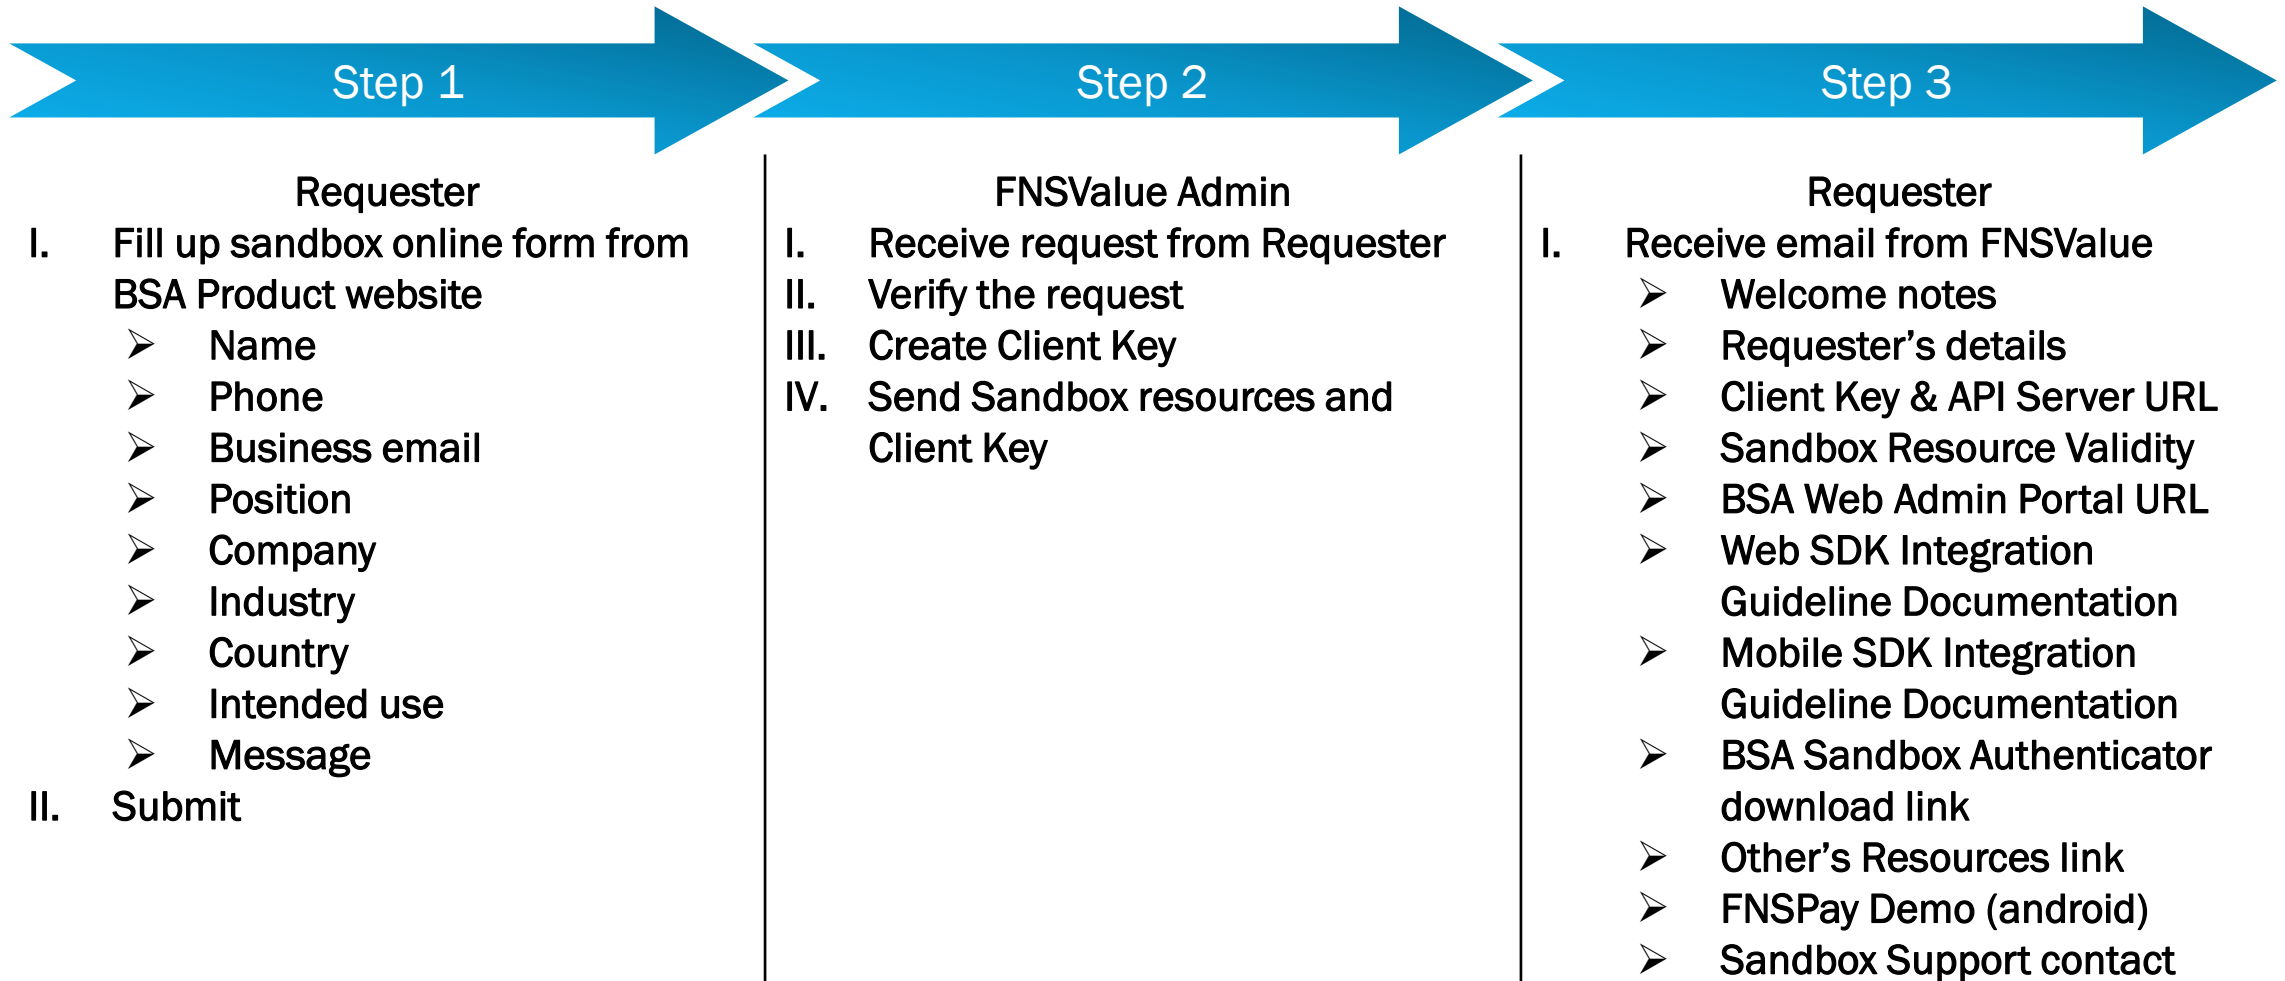 Step 1
Step 2
Step 3
Requester
I. Fill up sandbox online form from
BSA Product website
➢ Name
➢ Phone
➢ Business email
➢ Position
➢ Company
➢ Industry
➢ Country
➢ Intended use
➢ Message
II. Submit
FNSValue Admin
I. Receive request from Requester
II. Verify the request
III. Create Client Key
IV. Send Sandbox resources and
Client Key
Requester
I. Receive email from FNSValue
➢ Welcome notes
➢ Requester’s details
➢ Client Key & API Server URL
➢ Sandbox Resource Validity
➢ BSA Web Admin Portal URL
➢ Web SDK Integration
Guideline Documentation
➢ Mobile SDK Integration
Guideline Documentation
➢ BSA Sandbox Authenticator
download link
➢ Other’s Resources link
➢ FNSPay Demo (android)
➢ Sandbox Support contact